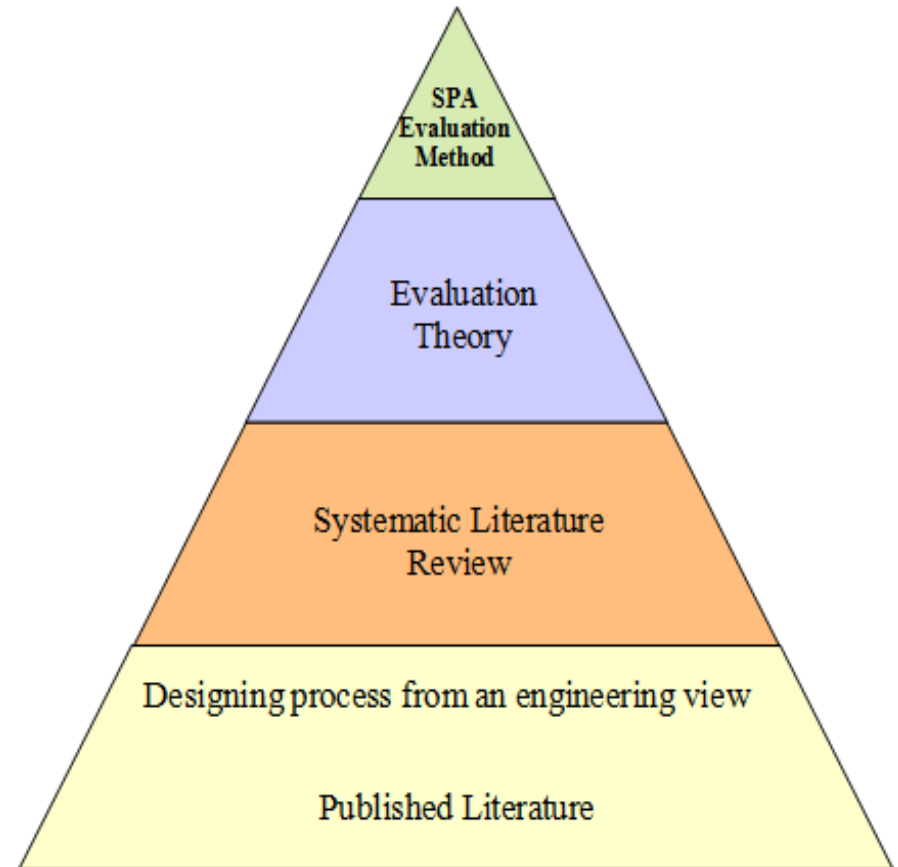 SPA
Evaluation
Method
Evaluation
Theory
Systematic Literature
Review
Designing process from an engineering view
Published Literature